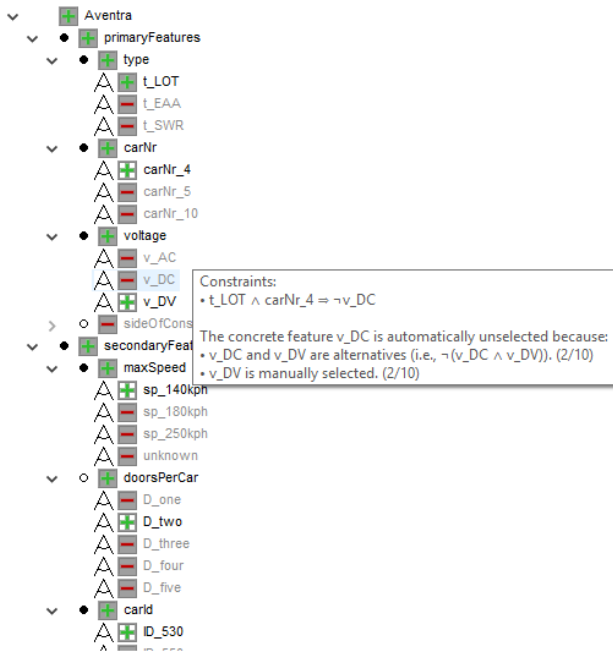 Aventra
primaryFeatures
type
t_LOT
t_EAA
t_SWR
carNr
carNr_4
carNr_5
carNr_10
voltage
v_AC
v_DC
v_DV
sideOfCons
secondaryFeat
maxSpeed
sp_140kph
sp_180kph
sp_250kph
unknown
doorsPerCar
D_one
D_two
D_three
D_four
D_five
carId
ID_530
Constraints:
• t_LOT ∧ carNr_4 ⇒ ¬v_DC
The concrete feature v_DC is automatically unselected because:
• v_DC and v_DV are alternatives (i.e., ¬(v_DC ∧ v_DV)). (2/10)
• v_DV is manually selected. (2/10)